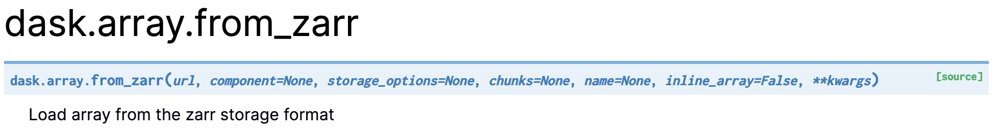 dask.array.from_zarr
dask.array.from_zarr(url, component=None, storage_options=None, chunks=None, name=None, inline_array=False, **kwargs) [source]
Load array from the zarr storage format